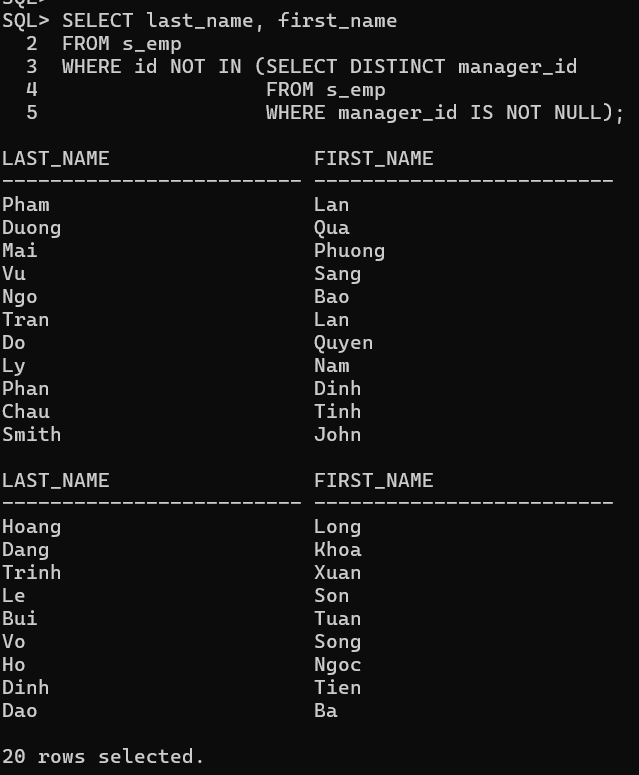 SQL>
SQL> SELECT last_name, first_name
  2  FROM s_emp
  3  WHERE id NOT IN (SELECT DISTINCT manager_id
  4                   FROM s_emp
  5                   WHERE manager_id IS NOT NULL);
LAST_NAME                 FIRST_NAME
------------------------- -------------------------
Pham                      Lan
Duong                     Qua
Mai                       Phuong
Vu                        Sang
Ngo                       Bao
Tran                      Lan
Do                        Quyen
Ly                        Nam
Phan                      Dinh
Chau                      Tinh
Smith                     John
LAST_NAME                 FIRST_NAME
------------------------- -------------------------
Hoang                     Long
Dang                      Khoa
Trinh                     Xuan
Le                        Son
Bui                       Tuan
Vo                        Song
Ho                        Ngoc
Dinh                      Tien
Dao                       Ba
20 rows selected.